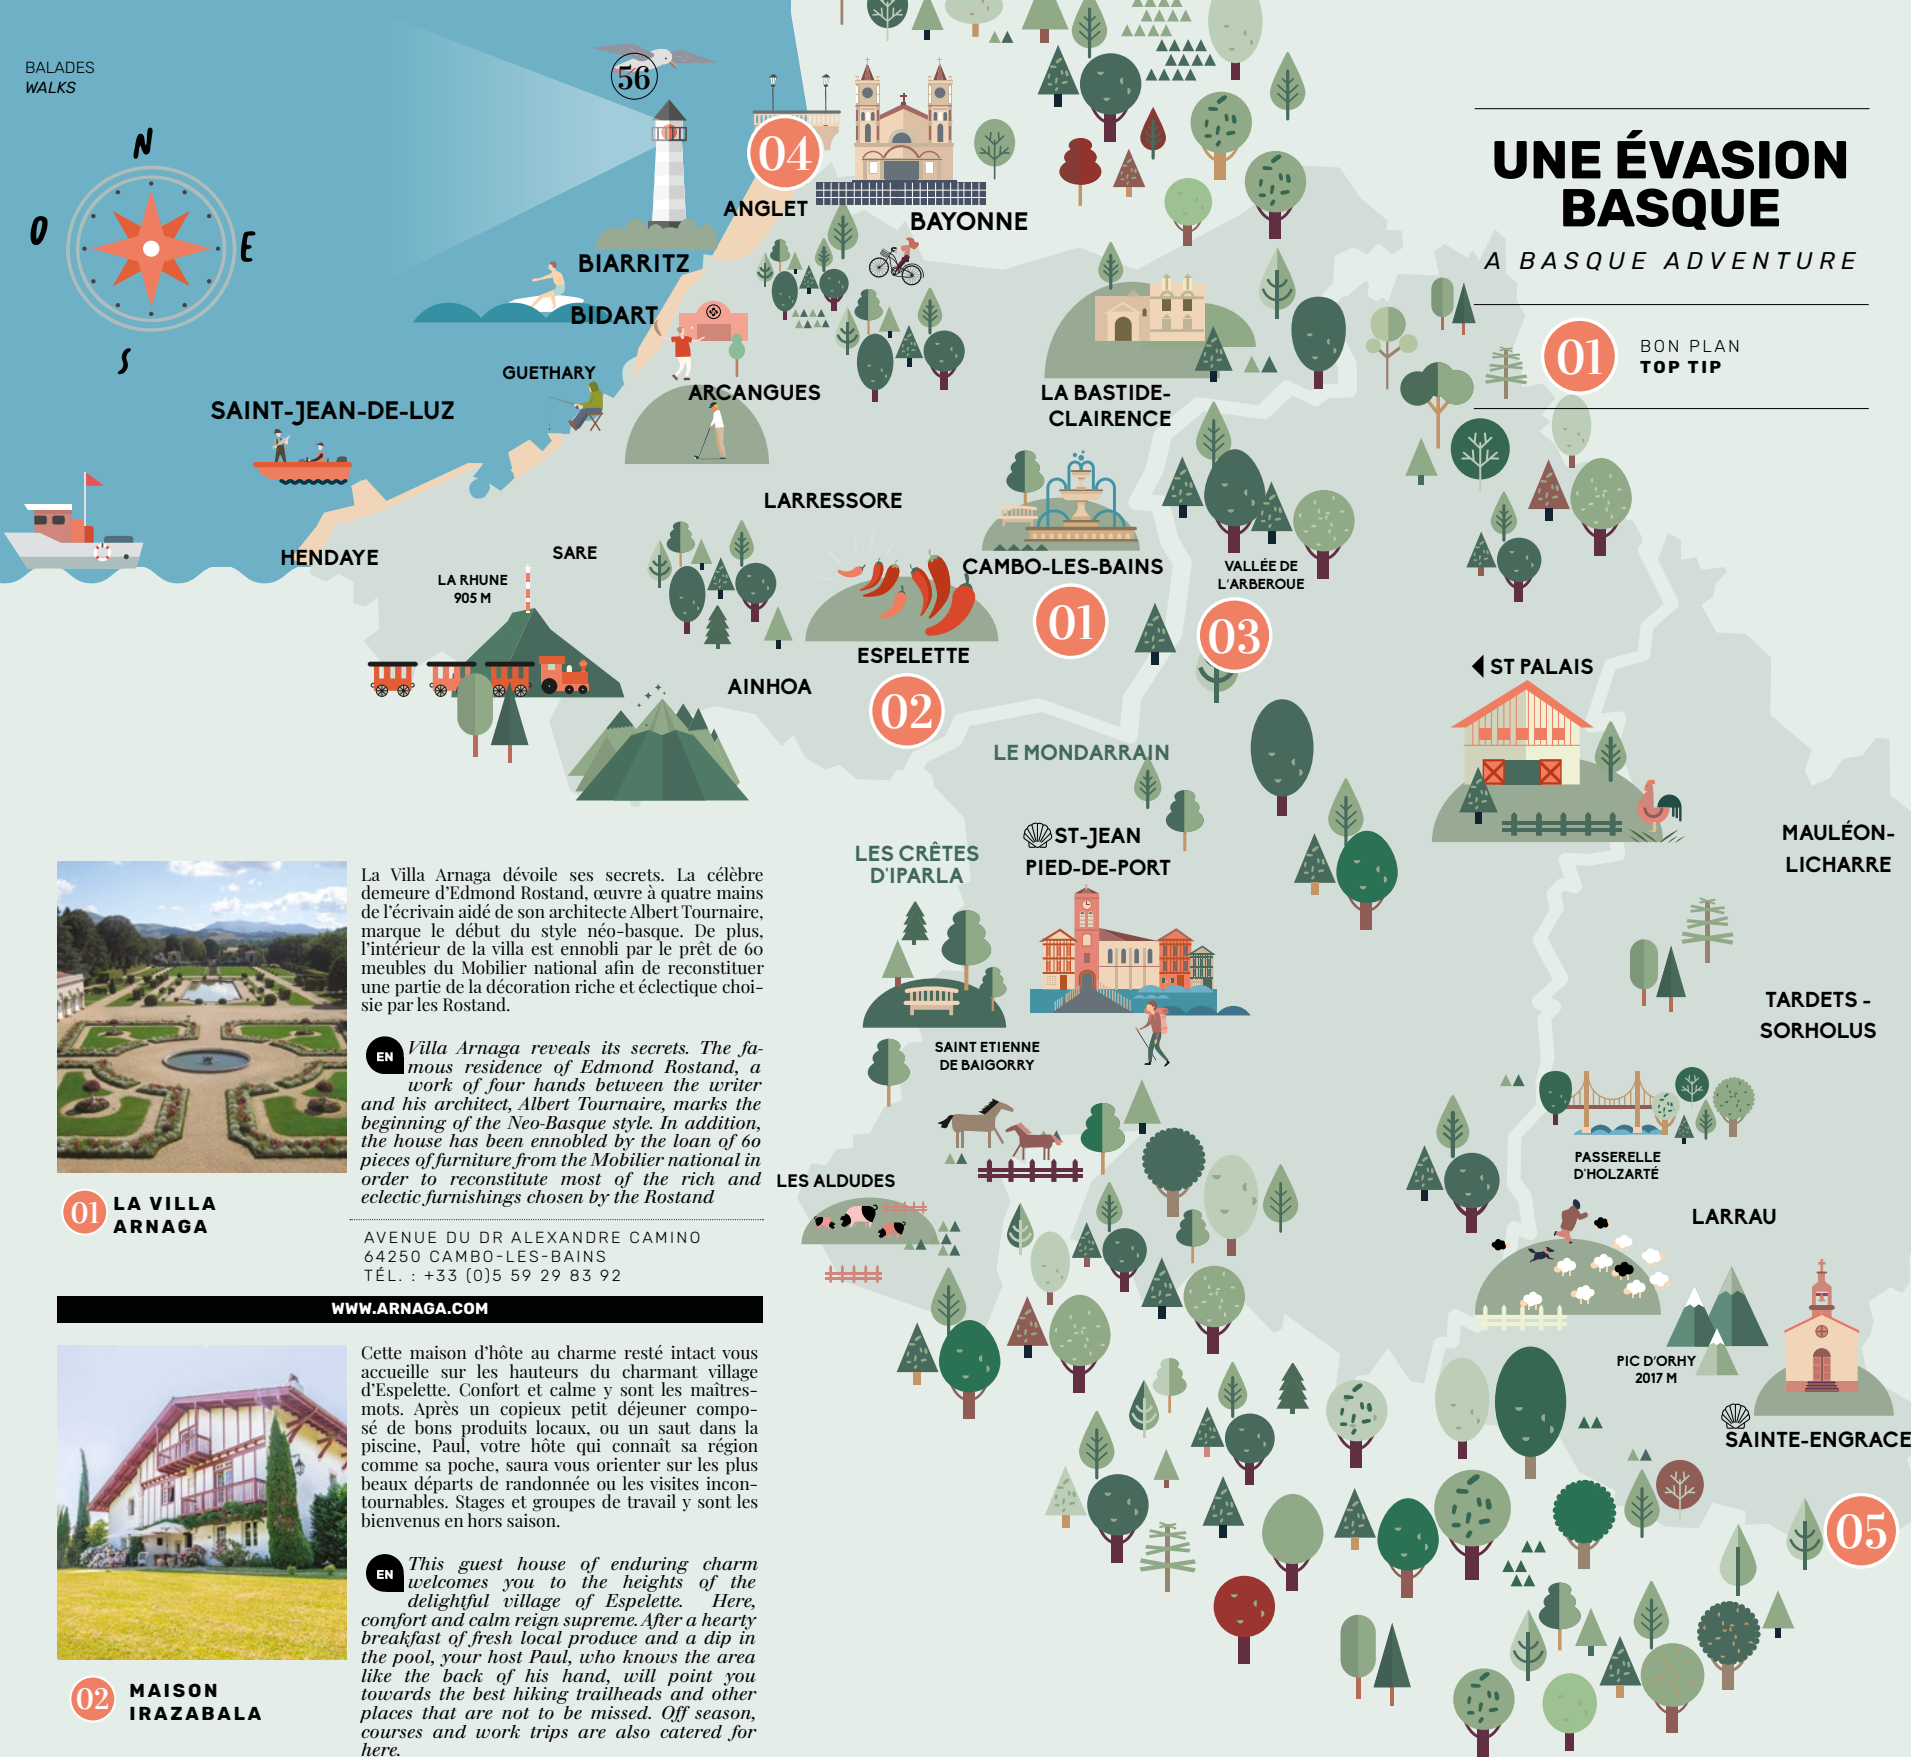 BALADES
WALKS
56
N
O
E
S
04
ANGLET
BAYONNE
BIARRITZ
BIDART
GUETHARY
ARCANGUES
SAINT-JEAN-DE-LUZ
LA BASTIDE-
CLAIRENCE
UNE ÉVASION
BASQUE
A BASQUE ADVENTURE
01
BON PLAN
TOP TIP
LARRESSORE
HENDAYE
SARE
LA RHUNE
905 M
CAMBO-LES-BAINS
01
VALLÉE DE
L'ARBEROUE
03
ESPELETTE
02
AINHOA
ST PALAIS
LE MONDARRAIN
ST-JEAN
PIED-DE-PORT
LES CRÊTES
D'IPARLA
MAULÉON-
LICHARRE
TARDETS -
SORHOLUS
SAINT ETIENNE
DE BAIGORRY
PASSERELLE
D'HOLZARTÉ
LES ALDUDES
LARRAU
PIC D'ORHY
2017 M
SAINTE-ENGRACE
05
La Villa Arnaga dévoile ses secrets. La célèbre
demeure d'Edmond Rostand, œuvre à quatre mains
de l'écrivain aidé de son architecte Albert Tournaire,
marque le début du style néo-basque. De plus,
l'intérieur de la villa est ennobli par le prêt de 60
meubles du Mobilier national afin de reconstituer
une partie de la décoration riche et éclectique choi-
sie par les Rostand.
EN
Villa Arnaga reveals its secrets. The fa-
mous residence of Edmond Rostand, a
work of four hands between the writer
and his architect, Albert Tournaire, marks the
beginning of the Neo-Basque style. In addition,
the house has been ennobled by the loan of 60
pieces of furniture from the Mobilier national in
order to reconstitute most of the rich and
eclectic furnishings chosen by the Rostand
01
LA VILLA
ARNAGA
AVENUE DU DR ALEXANDRE CAMINO
64250 CAMBO-LES-BAINS
TÉL. : +33 (0)5 59 29 83 92
WWW.ARNAGA.COM
Cette maison d'hôte au charme resté intact vous
accueille sur les hauteurs du charmant village
d'Espelette. Confort et calme y sont les maîtres-
mots. Après un copieux petit déjeuner compo-
sé de bons produits locaux, ou un saut dans la
piscine, Paul, votre hôte qui connaît sa région
comme sa poche, saura vous orienter sur les plus
beaux départs de randonnée ou les visites incon-
tournables. Stages et groupes de travail y sont les
bienvenus en hors saison.
EN
This guest house of enduring charm
welcomes you to the heights of the
delightful village of Espelette. Here,
comfort and calm reign supreme. After a hearty
breakfast of fresh local produce and a dip in
the pool, your host Paul, who knows the area
like the back of his hand, will point you
towards the best hiking trailheads and other
places that are not to be missed. Off season,
courses and work trips are also catered for
here.
02
MAISON
IRAZABALA